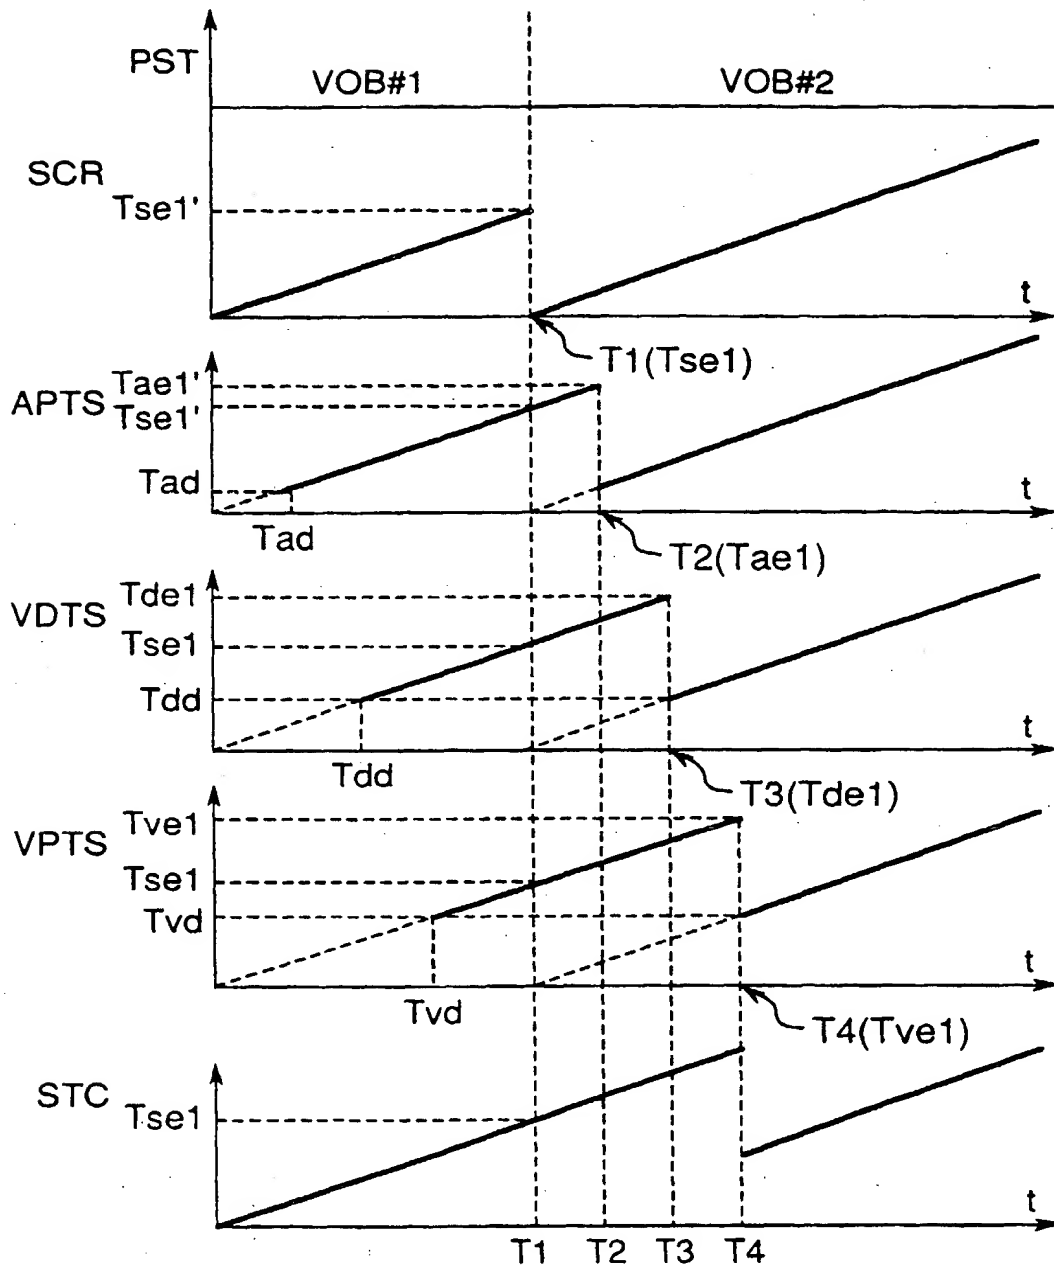 PST
VOB#1
VOB#2
SCR
Tse1'
t
T1(Tse1)
APTS
Tae1'
Tse1'
Tad
t
Tad
T2(Tae1)
VDTS
Tde1
Tse1
Tdd
t
Tdd
T3(Tde1)
VPTS
Tve1
Tse1
Tvd
t
Tvd
T4(Tve1)
STC
Tse1
t
T1 T2 T3 T4